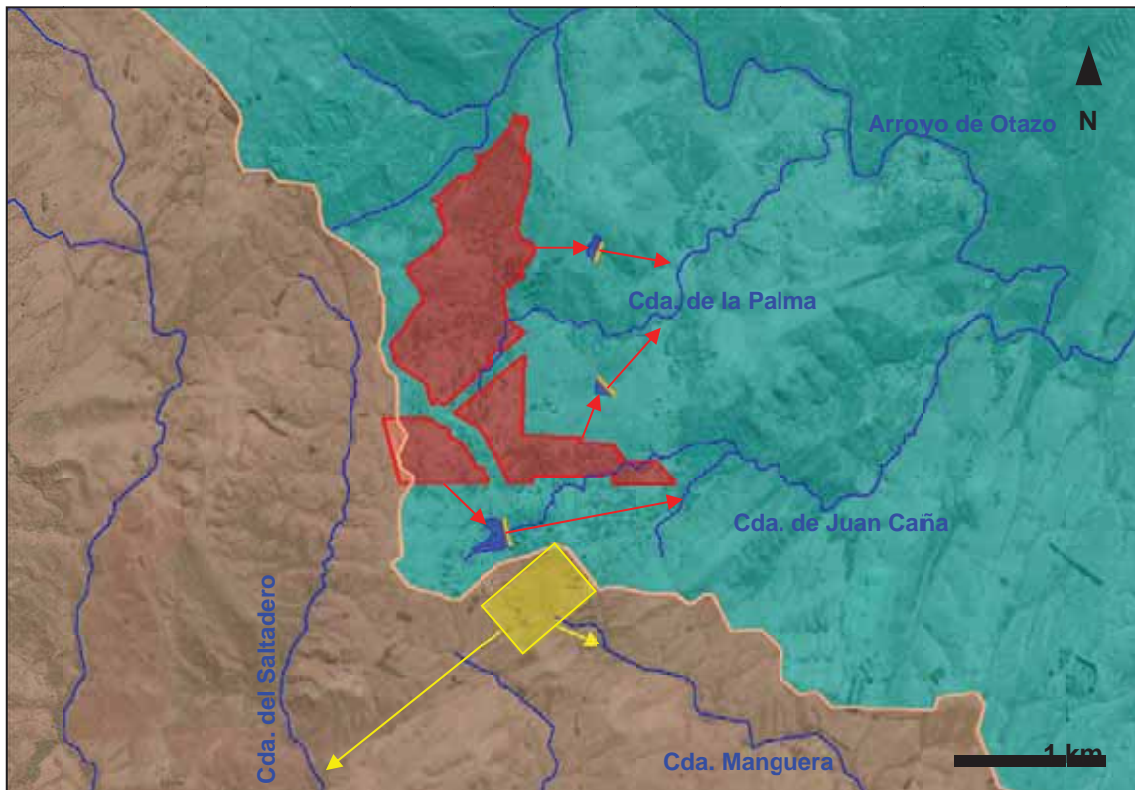 Arroyo de Otazo
N
Cda. de la Palma
Cda. de Juan Caña
Cda. del Saltadero
Cda. Manguera
1 km